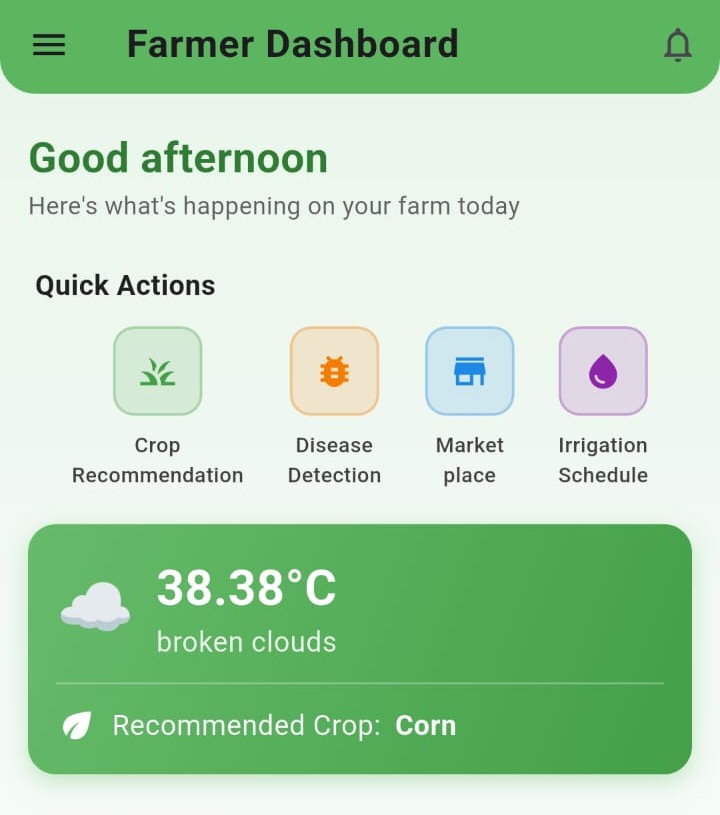 Farmer Dashboard
Good afternoon
Here's what's happening on your farm today
Quick Actions
Crop
Recommendation
Disease
Detection
Market
place
Irrigation
Schedule
38.38°C
broken clouds
Recommended Crop: Corn